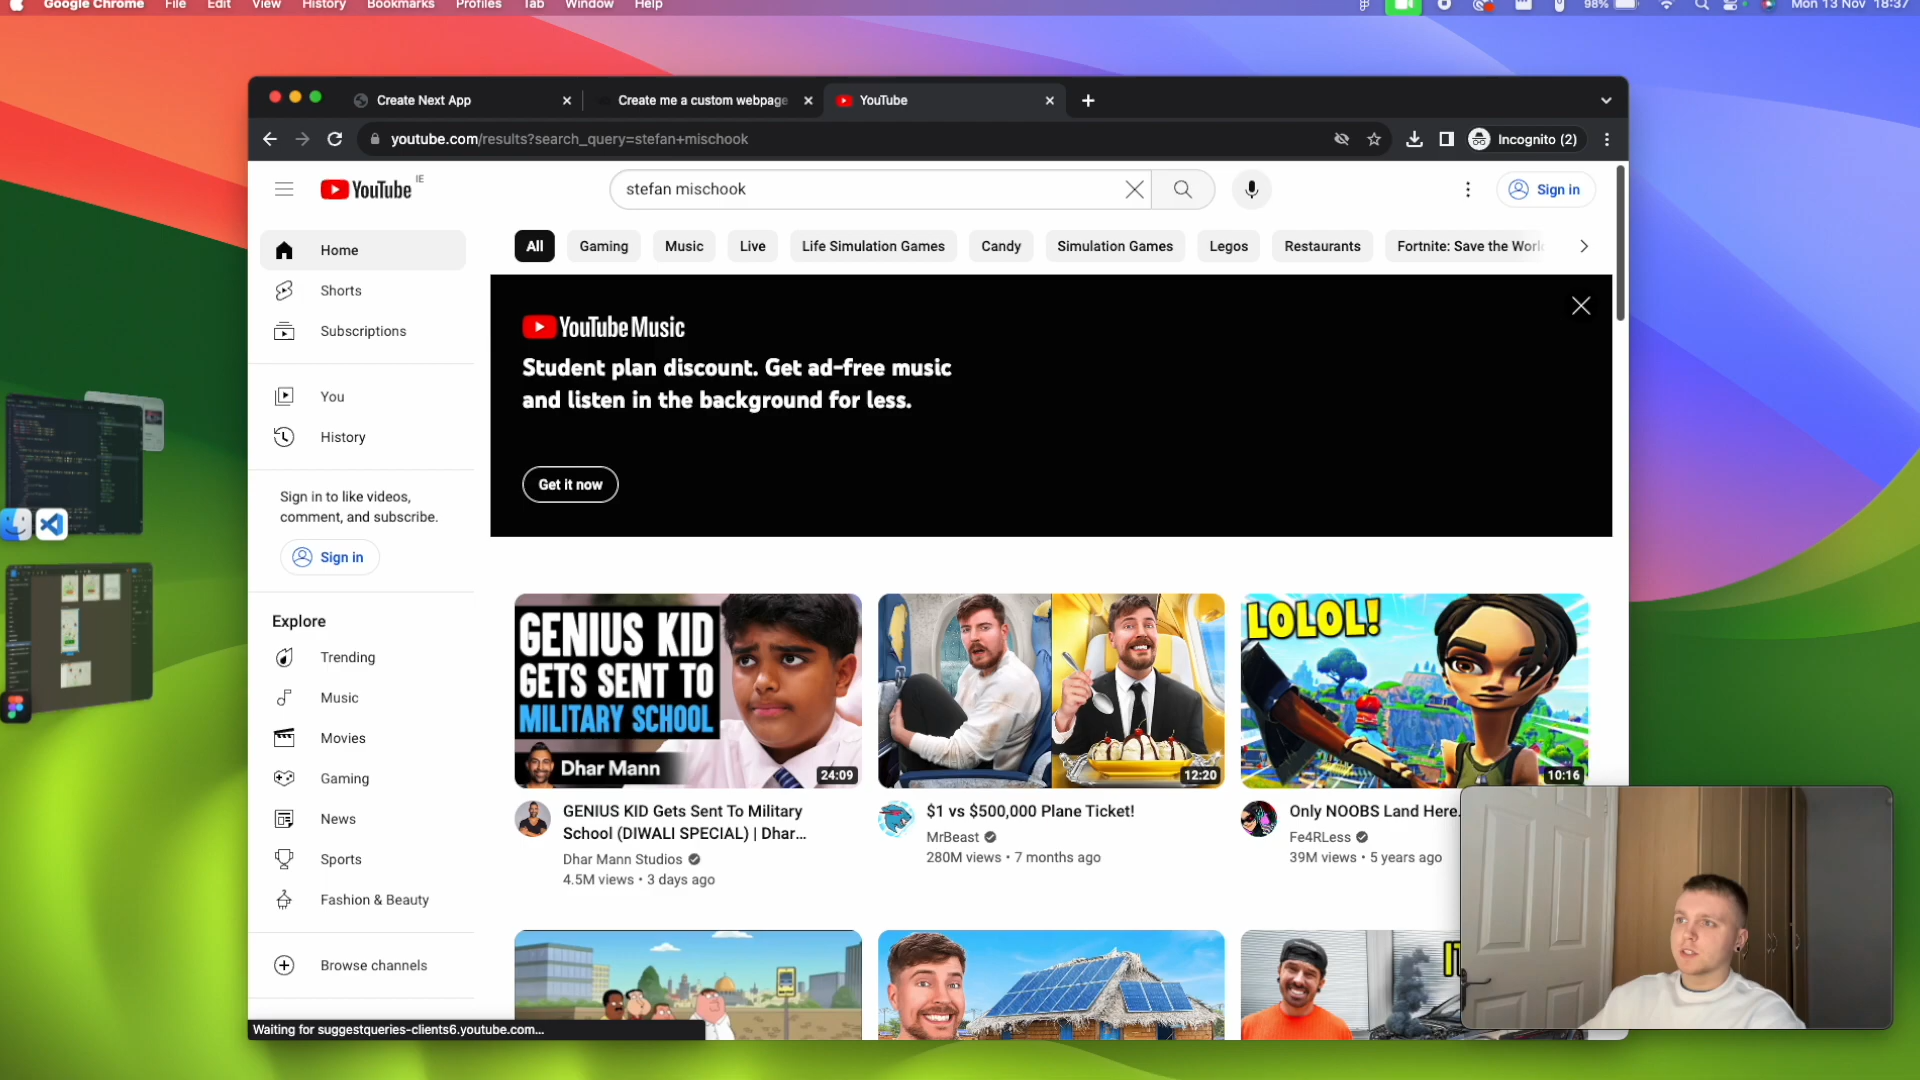 Google Chrome File Edit View History Bookmarks Profiles Tab Window Help 98% Mon 13 Nov 18:37
Create Next App
Create me a custom webpage
YouTube
youtube.com/results?search_query=stefan+mischook
Incognito (2)
YouTube IE
stefan mischook
Sign in
Home
Shorts
Subscriptions
You
History
Sign in to like videos,
comment, and subscribe.
Sign in
Explore
Trending
Music
Movies
Gaming
News
Sports
Fashion & Beauty
Browse channels
All Gaming Music Live Life Simulation Games Candy Simulation Games Legos Restaurants Fortnite: Save the Worl
YouTube Music
Student plan discount. Get ad-free music
and listen in the background for less.
Get it now
GENIUS KID
GETS SENT TO
MILITARY SCHOOL
Dhar Mann
24:09
GENIUS KID Gets Sent To Military
School (DIWALI SPECIAL) | Dhar...
Dhar Mann Studios
4.5M views • 3 days ago
12:20
$1 vs $500,000 Plane Ticket!
MrBeast
280M views • 7 months ago
LOLOL!
10:16
Only NOOBS Land Here.
Fe4RLess
39M views • 5 years ago
Waiting for suggestqueries-clients6.youtube.com...